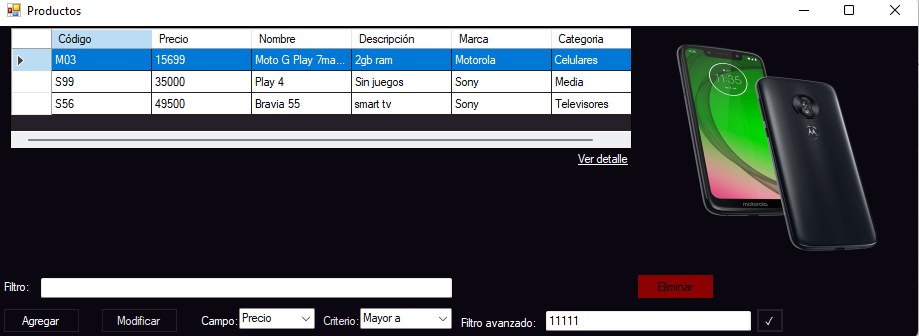 Productos
Código Precio Nombre Descripción Marca Categoria
M03 15699 Moto G Play 7ma... 2gb ram Motorola Celulares
S99 35000 Play 4 Sin juegos Sony Media
S56 49500 Bravia 55 smart tv Sony Televisores
Ver detalle
motorola
Filtro:
Eliminar
Agregar Modificar Campo: Precio Criterio: Mayor a Filtro avanzado: 11111 ✓